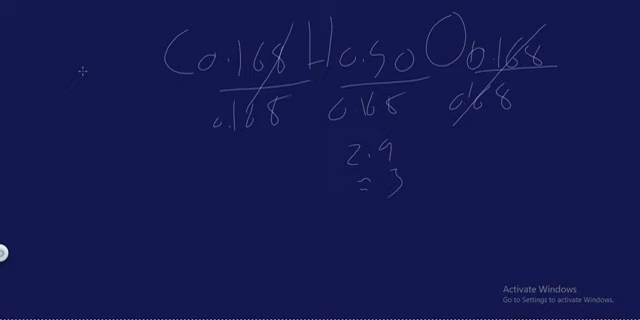 C0.168 H0.50 O0.168
0.168 0.168 0.168
2.9
≈ 3
Activate Windows
Go to Settings to activate Windows.